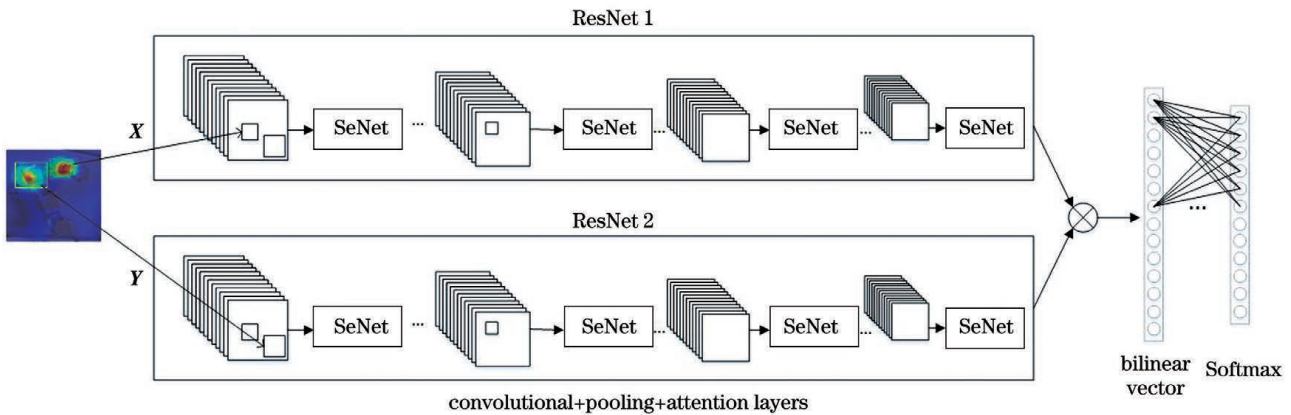 ResNet 1
X
SeNet ... SeNet ... SeNet ... SeNet
ResNet 2
Y
SeNet ... SeNet ... SeNet ... SeNet
...
bilinear
vector
Softmax
convolutional+pooling+attention layers